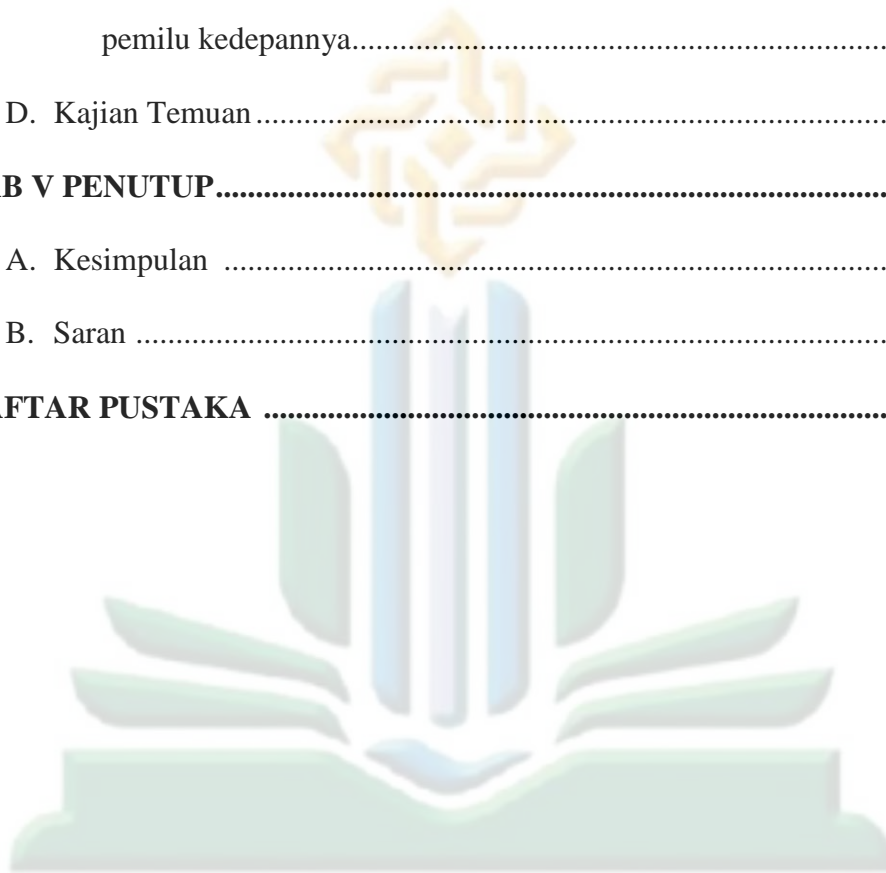 pemilu kedepannya................................................................................
D. Kajian Temuan................................................................................
B V PENUTUP................................................................................
A. Kesimpulan ................................................................................
B. Saran ................................................................................
FTAR PUSTAKA ................................................................................